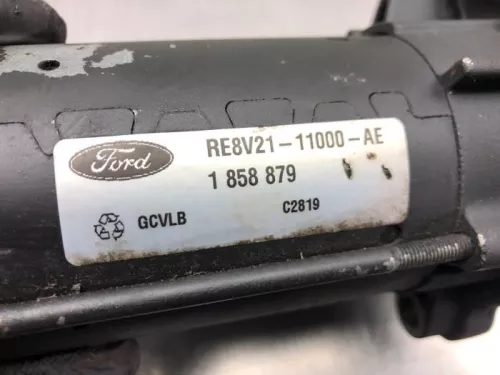 Ford
RE8V21-11000-AE
1 858 879
GCVLB
C2819